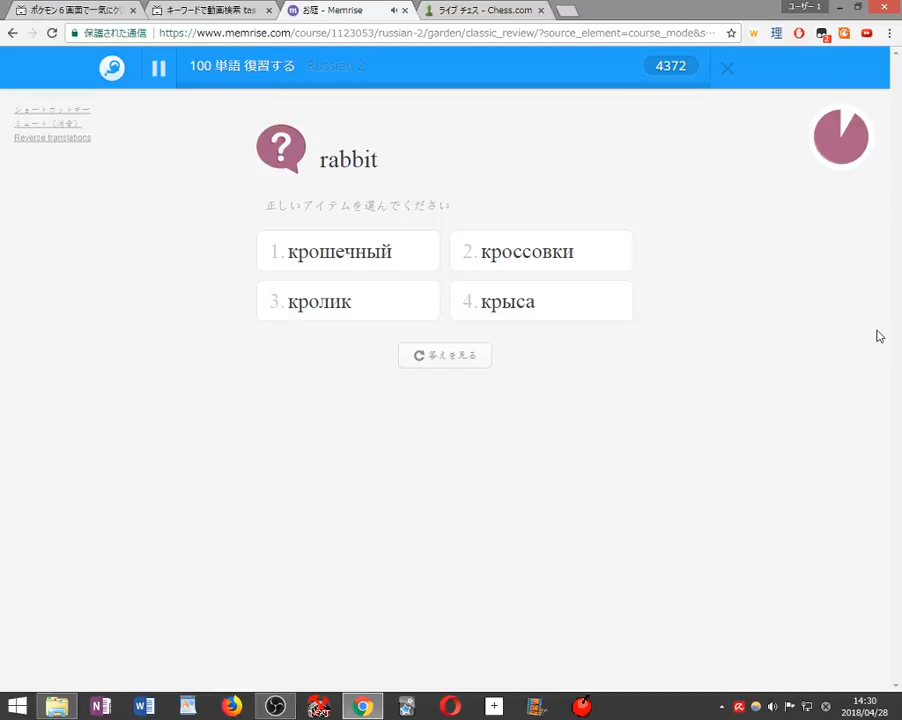 ポケモン6画面で一気にクリ
キーワードで動画検索 tas
お庭 - Memrise
ライブ チェス - Chess.com
ユーザー 1
保護された通信
https://www.memrise.com/course/1123053/russian-2/garden/classic_review/?source_element=course_mode&s...
100 単語 復習する
Russian 2
4372
ショートカットキー
ミュート（消音）
Reverse translations
rabbit
正しいアイテムを選んでください
1. крошечный
2. кроссовки
3. кролик
4. крыса
答えを見る
14:30
2018/04/28